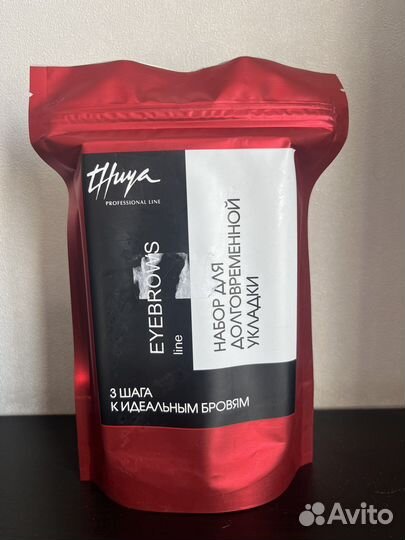 tHuya
PROFESSIONAL LINE
EYEBROWS
line
НАБОР ДЛЯ
ДОЛГОВРЕМЕННОЙ
УКЛАДКИ
3 ШАГА
К ИДЕАЛЬНЫМ БРОВЯМ
Avito